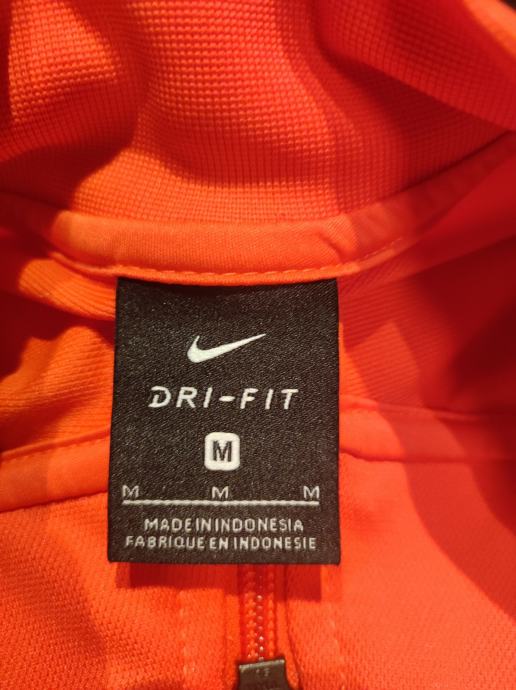 DRI-FIT
M
M M M
MADE IN INDONESIA
FABRIQUE EN INDONESIE